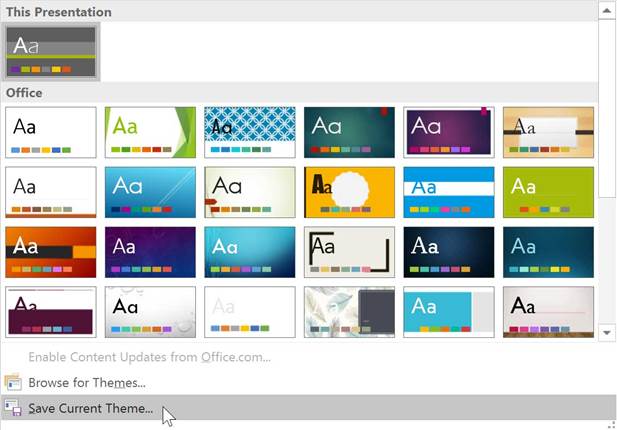 This Presentation
Aa
Office
Aa Aa Aa Aa Aa Aa
Aa Aa Aa Aa Aa Aa
Aa Aa Aa Aa Aa Aa
Aa Aa Aa Aa Aa Aa
Enable Content Updates from Office.com...
Browse for Themes...
Save Current Theme...